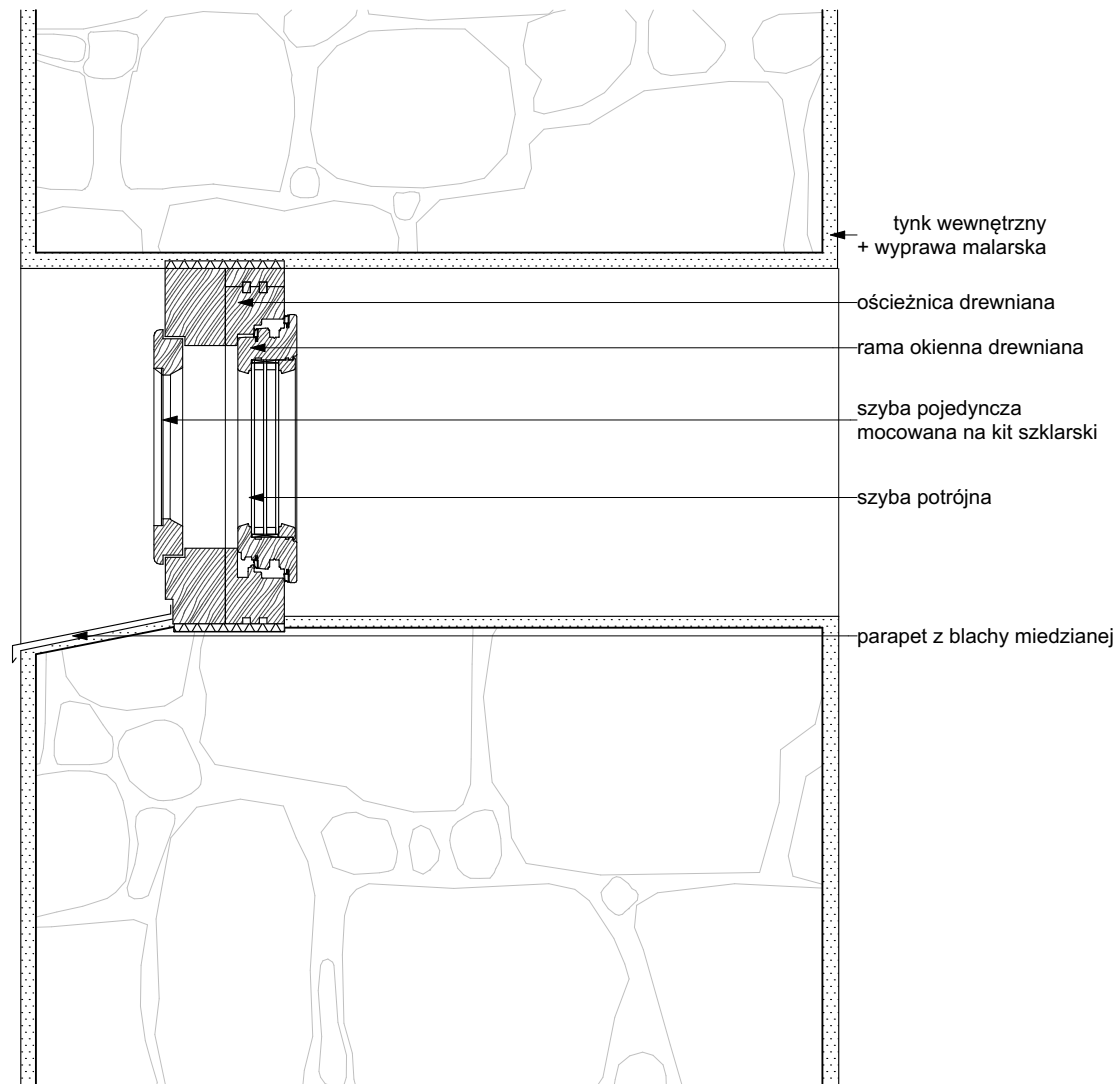 tynk wewnętrzny
+ wyprawa malarska
ościeżnica drewniana
rama okienna drewniana
szyba pojedyncza
mocowana na kit szklarski
szyba potrójna
parapet z blachy miedzianej